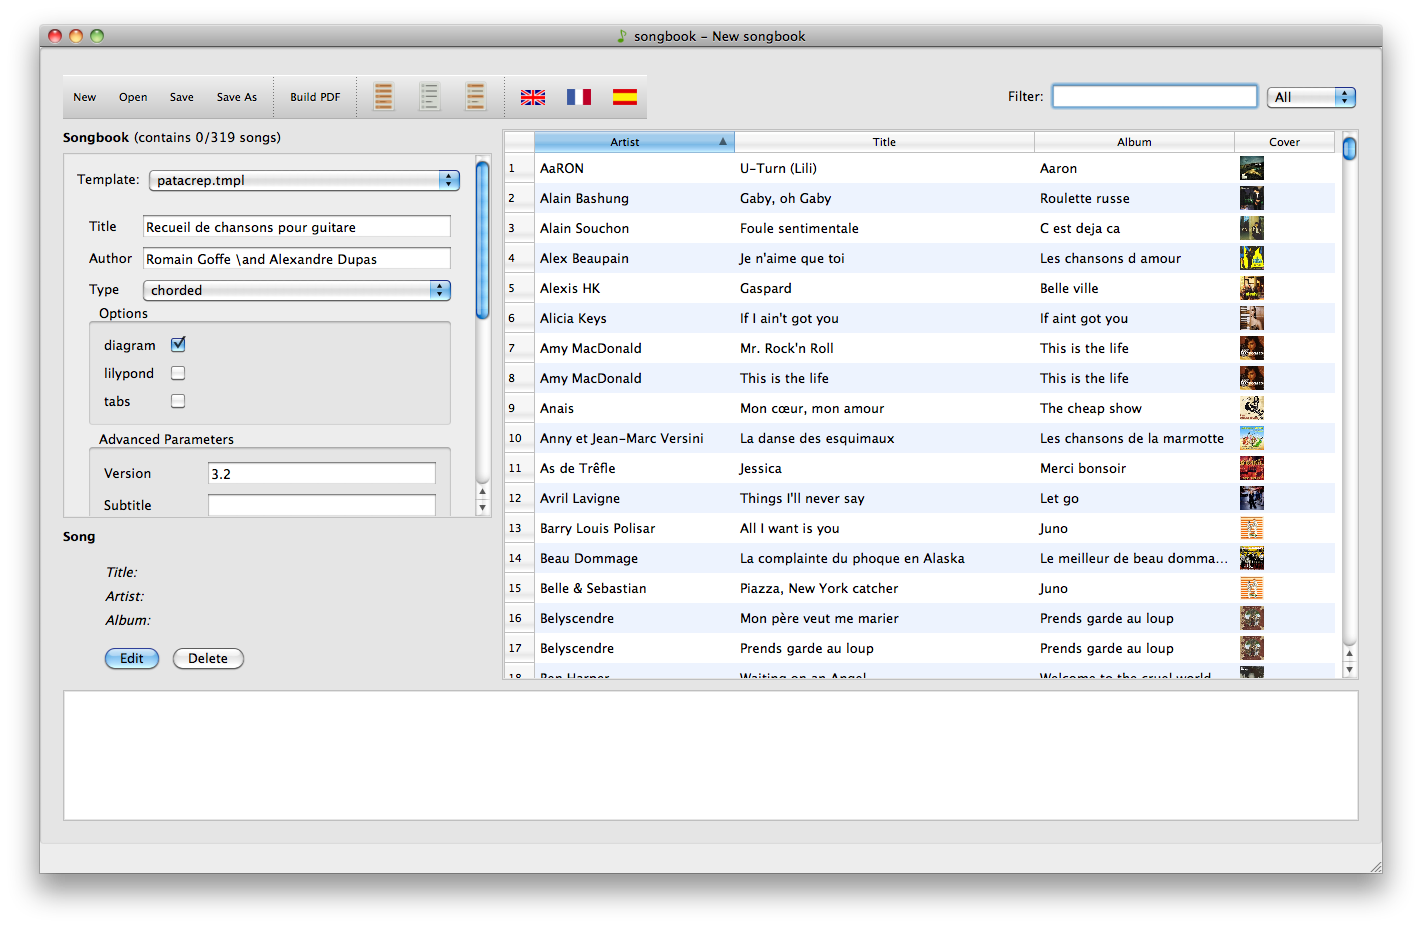 songbook – New songbook
New Open Save Save As Build PDF
Filter: All
Songbook (contains 0/319 songs)
Template: patacrep.tmpl
Title Recueil de chansons pour guitare
Author Romain Goffe \and Alexandre Dupas
Type chorded
Options
diagram
lilypond
tabs
Advanced Parameters
Version 3.2
Subtitle
Song
Title:
Artist:
Album:
Edit Delete
Artist Title Album Cover
1 AaRON U-Turn (Lili) Aaron
2 Alain Bashung Gaby, oh Gaby Roulette russe
3 Alain Souchon Foule sentimentale C est deja ca
4 Alex Beaupain Je n'aime que toi Les chansons d amour
5 Alexis HK Gaspard Belle ville
6 Alicia Keys If I ain't got you If aint got you
7 Amy MacDonald Mr. Rock'n Roll This is the life
8 Amy MacDonald This is the life This is the life
9 Anais Mon cœur, mon amour The cheap show
10 Anny et Jean-Marc Versini La danse des esquimaux Les chansons de la marmotte
11 As de Trêfle Jessica Merci bonsoir
12 Avril Lavigne Things I'll never say Let go
13 Barry Louis Polisar All I want is you Juno
14 Beau Dommage La complainte du phoque en Alaska Le meilleur de beau domma...
15 Belle & Sebastian Piazza, New York catcher Juno
16 Belyscendre Mon père veut me marier Prends garde au loup
17 Belyscendre Prends garde au loup Prends garde au loup
18 Ben Harper Waiting on an Angel Welcome to the cruel world